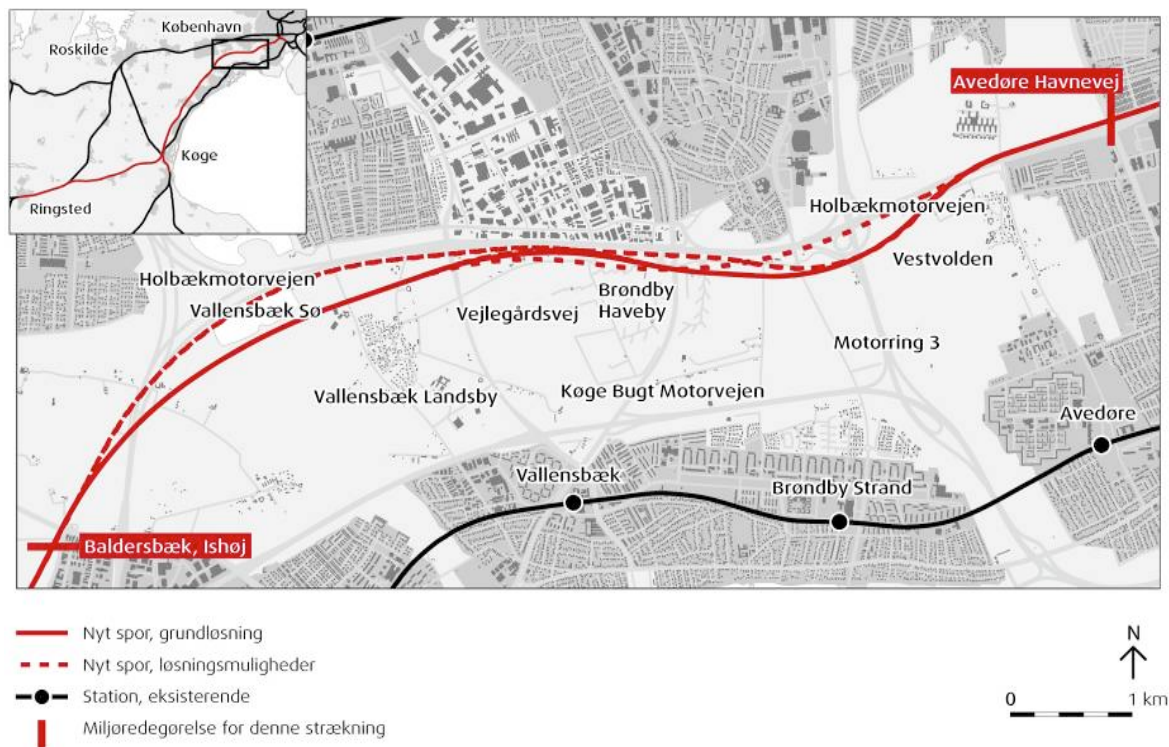 København
Roskilde
Køge
Ringsted
Avedøre Havnevej
Holbækmotorvejen
Vestvolden
Holbækmotorvejen
Vallensbæk Sø
Vejlegårdsvej
Brøndby
Haveby
Motorring 3
Vallensbæk Landsby
Køge Bugt Motorvejen
Avedøre
Vallensbæk
Brøndby Strand
Baldersbæk, Ishøj
Nyt spor, grundløsning
Nyt spor, løsningsmuligheder
Station, eksisterende
Miljøredegørelse for denne strækning
N
0 1 km